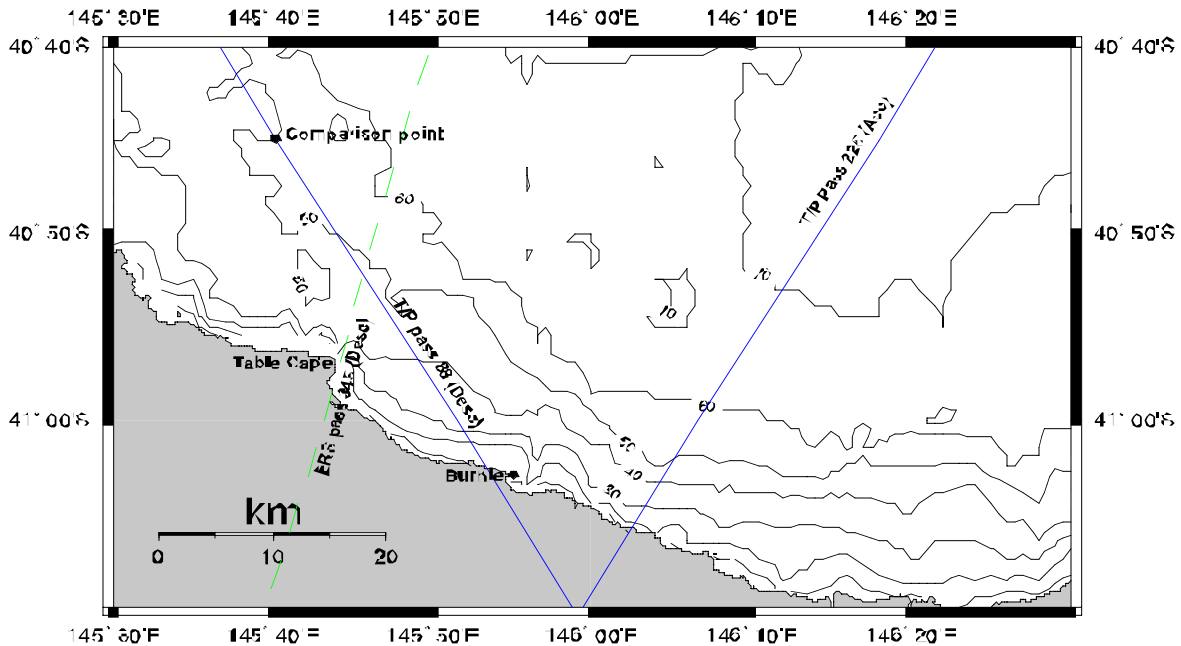 145°30'E 145°40'E 145°50'E 146°00'E 146°10'E 146°20'E
40°40'S 40°40'S
Comparison point
T/P pass 225 (Asc)
60
50
40°50'S 40°50'S
50
70
70
T/P pass 88 (Desc)
Table Cape
ERS pass 345 (Desc)
60
41°00'S 41°00'S
50
40
30
Burnie
km
0 10 20
145°30'E 145°40'E 145°50'E 146°00'E 146°10'E 146°20'E